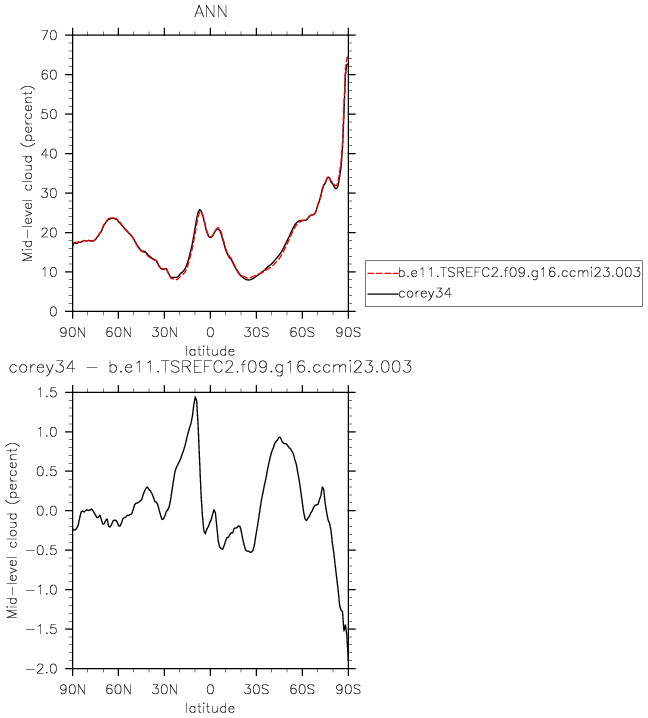 ANN
70
60
50
40
30
20
10
0
Mid-level cloud (percent)
90N 60N 30N 0 30S 60S 90S
latitude
b.e11.TSREFC2.f09.g16.ccmi23.003
corey34
corey34 - b.e11.TSREFC2.f09.g16.ccmi23.003
1.5
1.0
0.5
0.0
-0.5
-1.0
-1.5
-2.0
Mid-level cloud (percent)
90N 60N 30N 0 30S 60S 90S
latitude